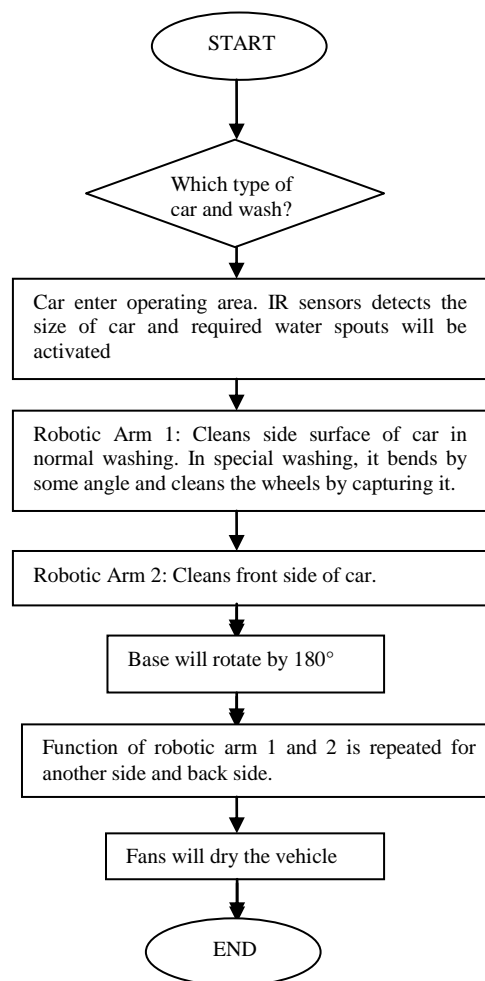 START
Which type of
car and wash?
Car enter operating area. IR sensors detects the
size of car and required water spouts will be
activated
Robotic Arm 1: Cleans side surface of car in
normal washing. In special washing, it bends by
some angle and cleans the wheels by capturing it.
Robotic Arm 2: Cleans front side of car.
Base will rotate by 180°
Function of robotic arm 1 and 2 is repeated for
another side and back side.
Fans will dry the vehicle
END